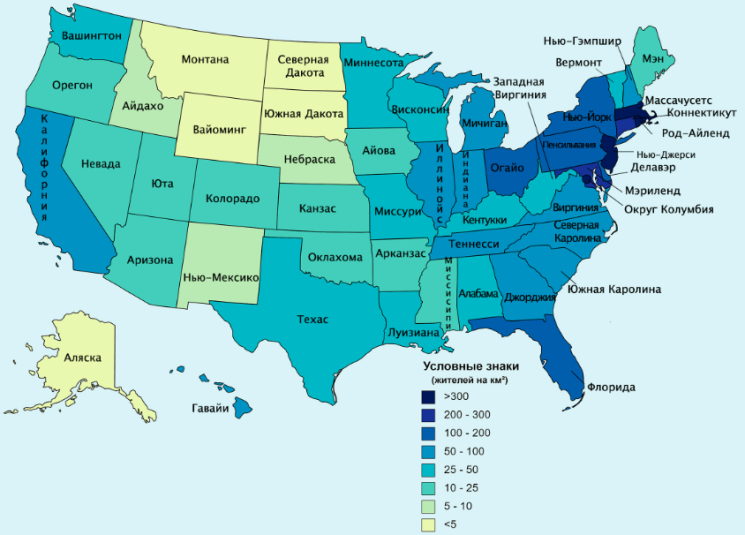 Вашингтон
Монтана
Северная
Дакота
Миннесота
Нью-Гэмпшир
Вермонт
Мэн
Орегон
Айдахо
Вайоминг
Южная Дакота
Висконсин
Мичиган
Западная
Виргиния
Нью-Йорк
Массачусетс
Коннектикут
Род-Айленд
Калифорния
Невада
Юта
Колорадо
Небраска
Айова
Иллинойс
Индиана
Огайо
Пенсильвания
Нью-Джерси
Делавэр
Мэриленд
Округ Колумбия
Канзас
Миссури
Кентукки
Виргиния
Аризона
Нью-Мексико
Оклахома
Арканзас
Теннесси
Северная
Каролина
Южная Каролина
Техас
Луизиана
Миссисипи
Алабама
Джорджия
Флорида
Аляска
Гавайи
Условные знаки
(жителей на км²)
>300
200 - 300
100 - 200
50 - 100
25 - 50
10 - 25
5 - 10
<5